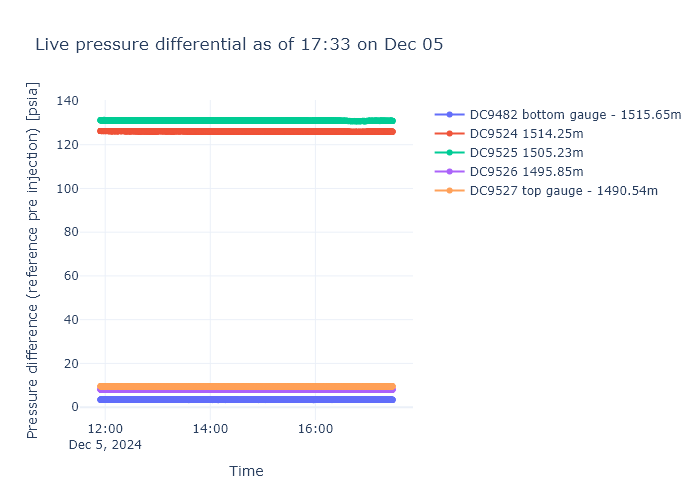 Live pressure differential as of 17:33 on Dec 05
Pressure difference (reference pre injection) [psia]
140
120
100
80
60
40
20
0
12:00
Dec 5, 2024
14:00
16:00
Time
DC9482 bottom gauge - 1515.65m
DC9524 1514.25m
DC9525 1505.23m
DC9526 1495.85m
DC9527 top gauge - 1490.54m